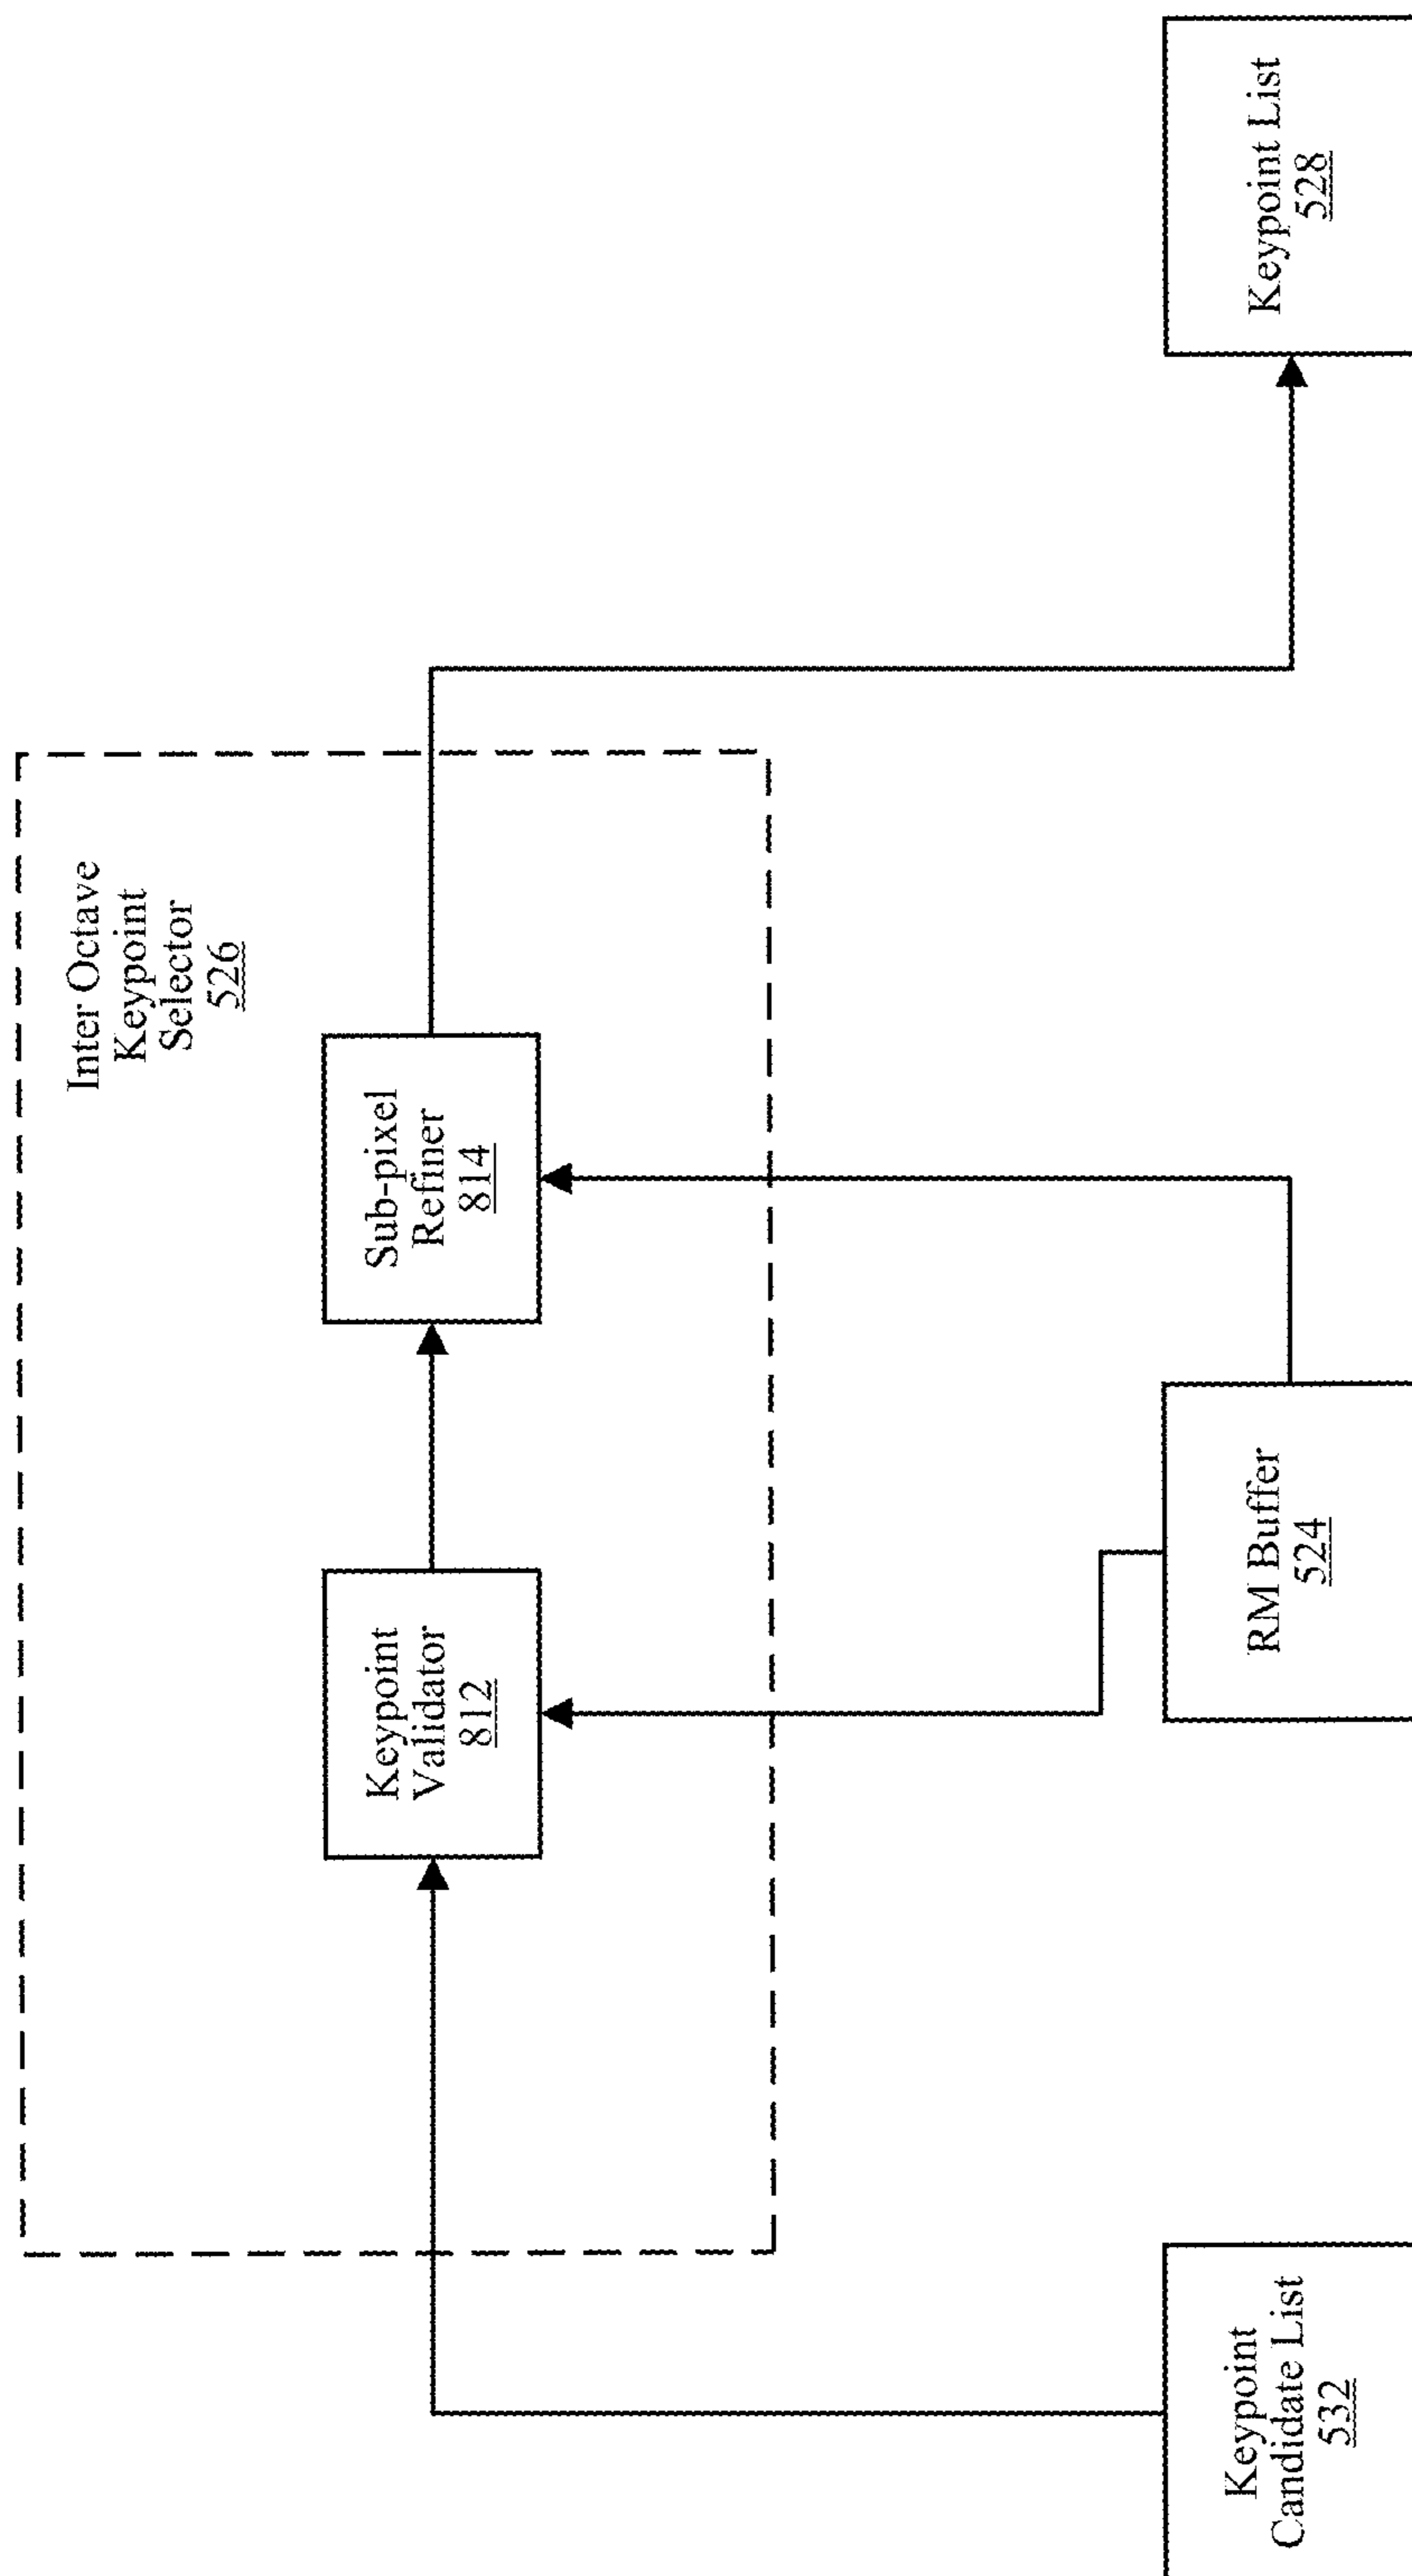 Inter Octave
Keypoint
Selector
526
Keypoint
Validator
812
Sub-pixel
Refiner
814
Keypoint
Candidate List
532
RM Buffer
524
Keypoint List
528